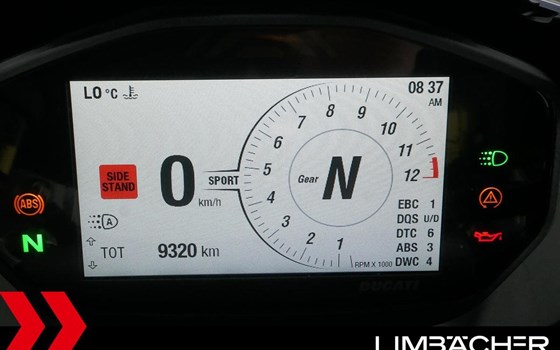 LO °C
08 37
AM
SIDE
STAND
0
km/h
SPORT
Gear N
1
2
3
4
5
6
7
8
9
10
11
12
RPM X 1000
A
TOT 9320 km
EBC 1
DQS U/D
DTC 6
ABS 3
DWC 4
ABS
N
DUCATI
LIMBÄCHER